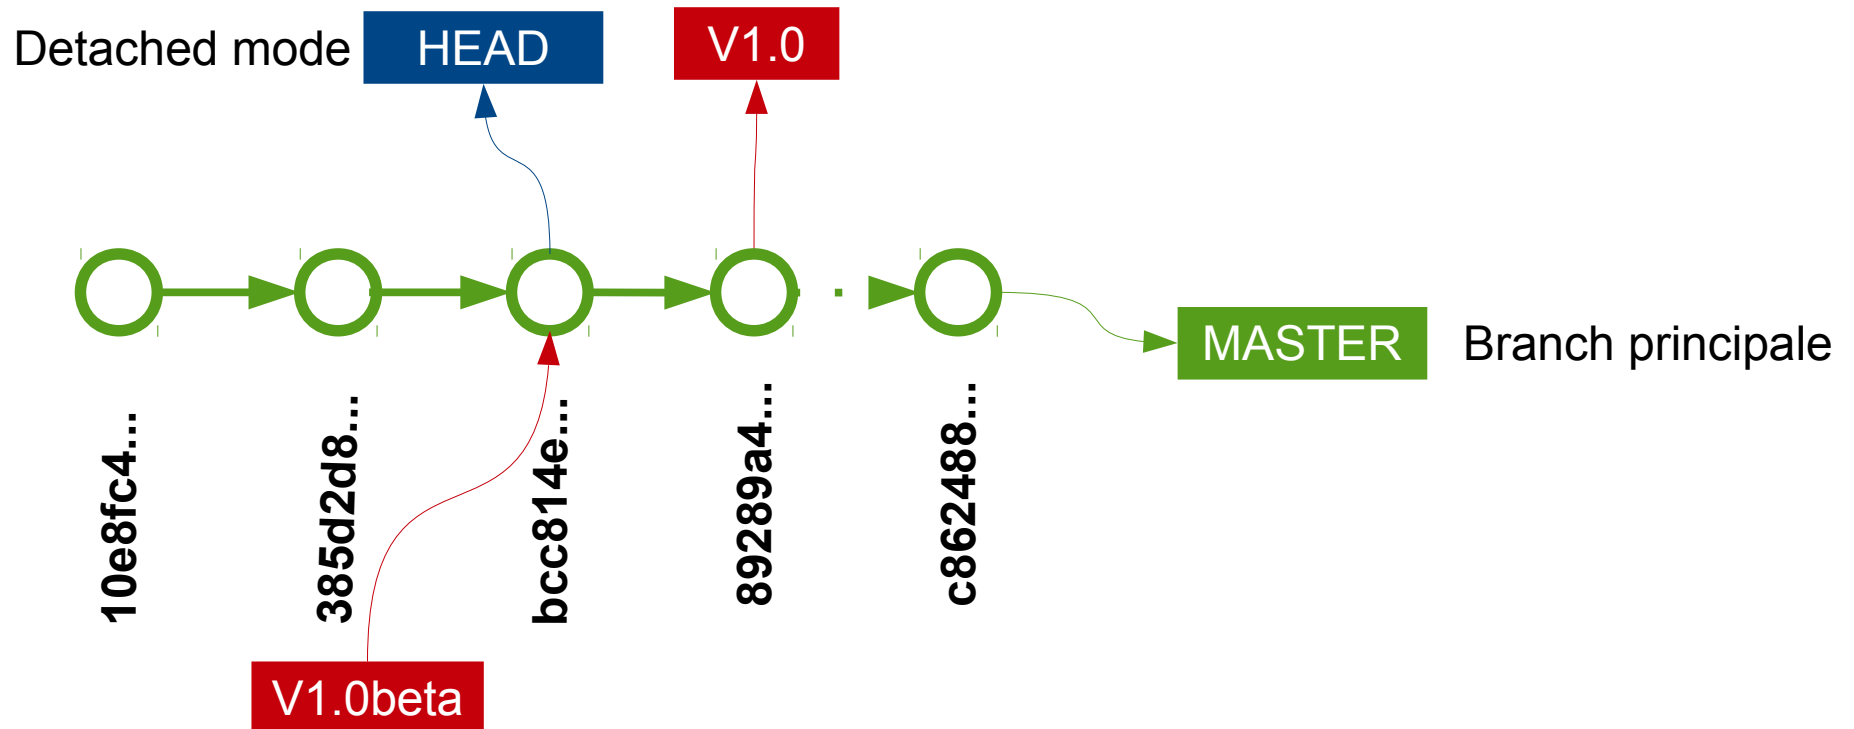 Detached mode
HEAD
V1.0
MASTER
Branch principale
10e8fc4...
385d2d8...
bcc814e...
89289a4...
c862488...
V1.0beta